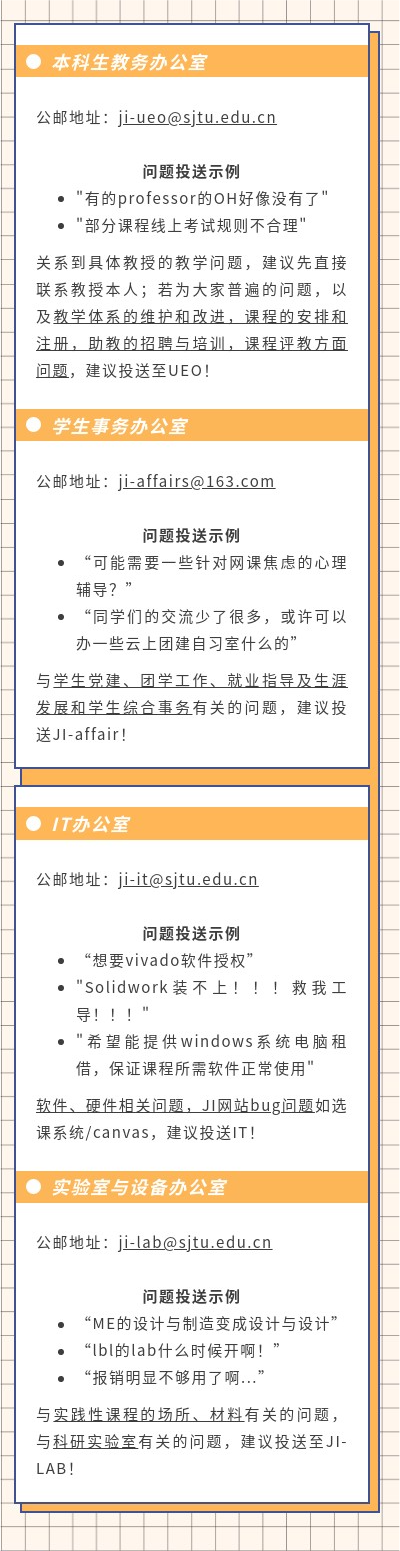 本科生教务办公室
公邮地址：ji-ueo@sjtu.edu.cn
问题投送示例
"有的professor的OH好像没有了"
"部分课程线上考试规则不合理"
关系到具体教授的教学问题，建议先直接
联系教授本人；若为大家普遍的问题，以
及教学体系的维护和改进，课程的安排和
注册，助教的招聘与培训，课程评教方面
问题，建议投送至UEO！
学生事务办公室
公邮地址：ji-affairs@163.com
问题投送示例
“可能需要一些针对网课焦虑的心理
辅导？”
“同学们的交流少了很多，或许可以
办一些云上团建自习室什么的”
与学生党建、团学工作、就业指导及生涯
发展和学生综合事务有关的问题，建议投
送JI-affair！
IT办公室
公邮地址：ji-it@sjtu.edu.cn
问题投送示例
“想要vivado软件授权”
"Solidwork装不上！！！救我工
导！！！"
"希望能提供windows系统电脑租
借，保证课程所需软件正常使用"
软件、硬件相关问题，JI网站bug问题如选
课系统/canvas，建议投送IT！
实验室与设备办公室
公邮地址：ji-lab@sjtu.edu.cn
问题投送示例
“ME的设计与制造变成设计与设计”
“lbl的lab什么时候开啊！”
“报销明显不够用了啊...”
与实践性课程的场所、材料有关的问题，
与科研实验室有关的问题，建议投送至JI-
LAB！